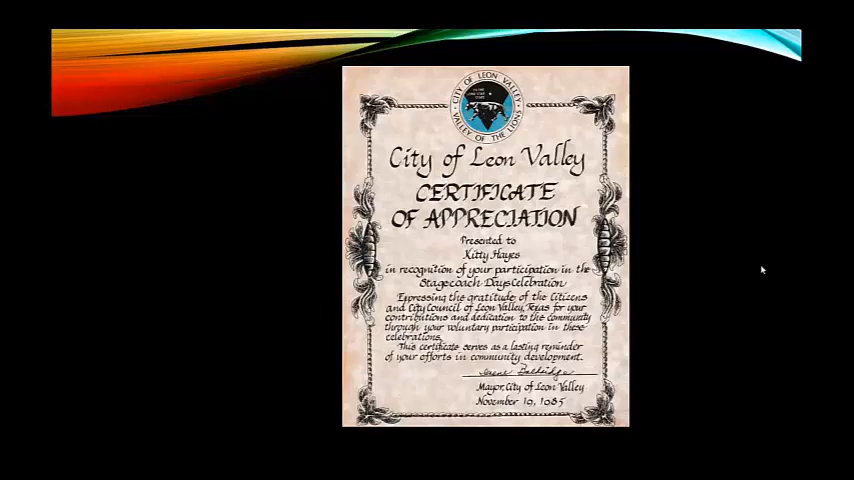 CITY OF LEON VALLEY
VALLEY OF THE LIONS
City of Leon Valley
CERTIFICATE
OF APPRECIATION
Presented to
Kitty Hayes
in recognition of your participation in the
Stagecoach Days Celebration
Expressing the gratitude of the Citizens
and City Council of Leon Valley, Texas for your
contributions and dedication to the community
through your voluntary participation in these
celebrations.
This certificate serves as a lasting reminder
of your efforts in community development.
Irene Baldridge
Mayor, City of Leon Valley
November 19, 1985